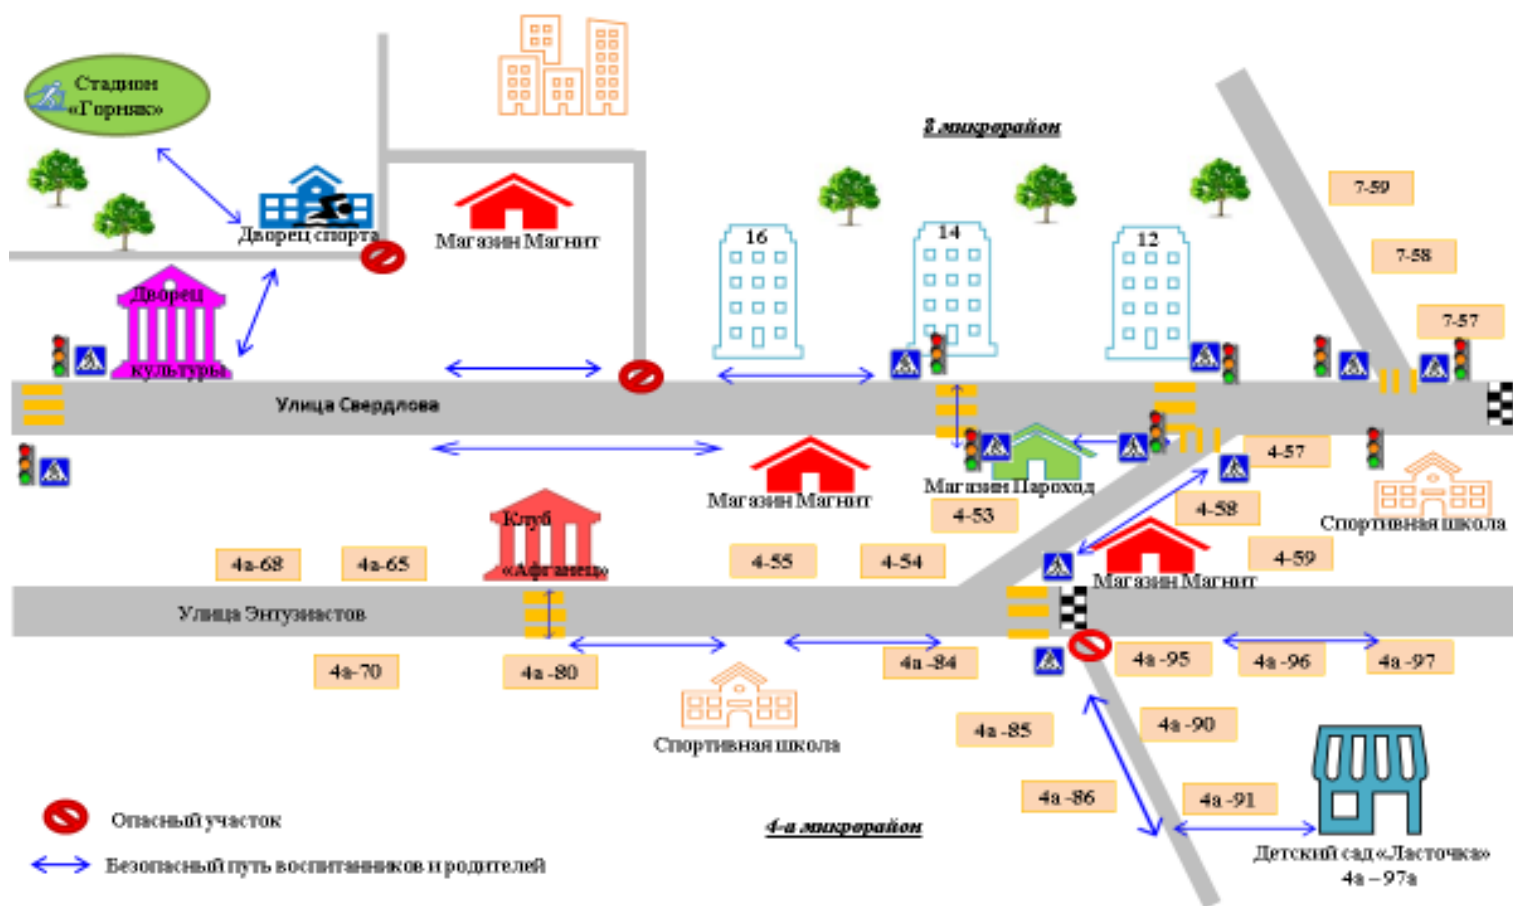 Стадион
«Горняк»
8 микрорайон
7-59
Дворец спорта
Магазин Магнит
16
14
12
7-58
Дворец
культуры
7-57
Улица Свердлова
4-57
Магазин Магнит
Магазин Пароход
4-53
4-58
Спортивная школа
Клуб
«Афганец»
4а-68
4а-65
4-55
4-54
4-59
Магазин Магнит
Улица Энтузиастов
4а-70
4а -80
4а -84
4а -95
4а -96
4а -97
Спортивная школа
4а -85
4а -90
4а -86
4а -91
Опасный участок
4-а микрорайон
Безопасный путь воспитанников и родителей
Детский сад «Ласточка»
4а – 97а